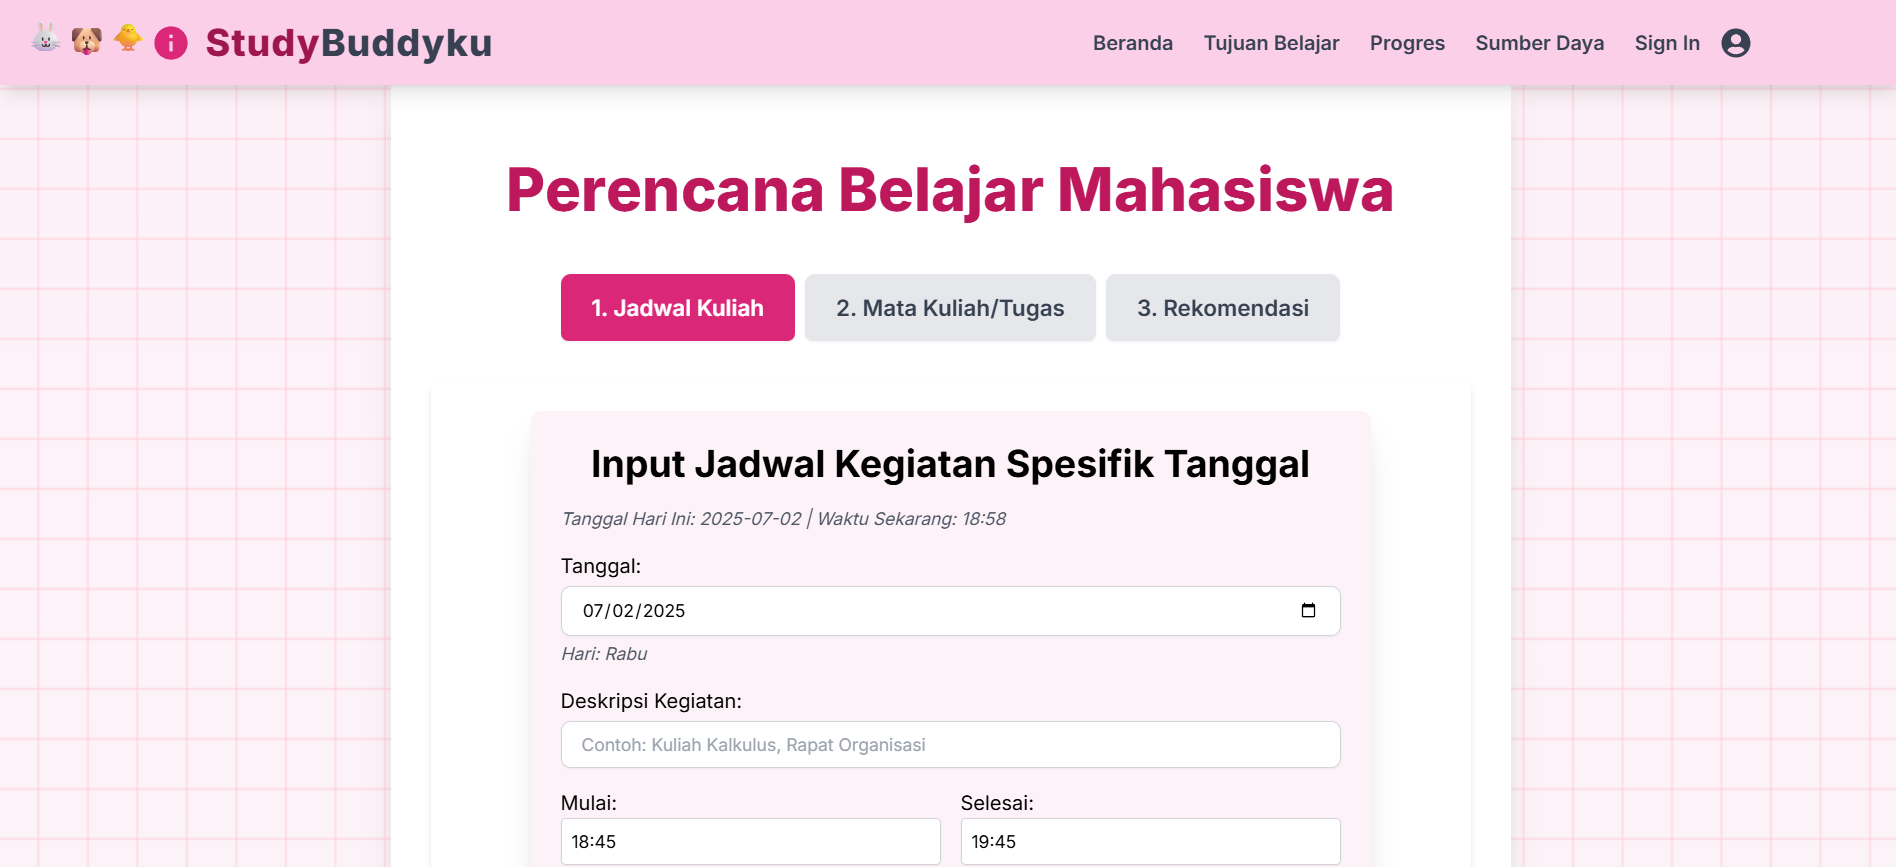 StudyBuddyku
Beranda Tujuan Belajar Progres Sumber Daya Sign In
Perencana Belajar Mahasiswa
1. Jadwal Kuliah 2. Mata Kuliah/Tugas 3. Rekomendasi
Input Jadwal Kegiatan Spesifik Tanggal
Tanggal Hari Ini: 2025-07-02 | Waktu Sekarang: 18:58
Tanggal:
07/02/2025
Hari: Rabu
Deskripsi Kegiatan:
Contoh: Kuliah Kalkulus, Rapat Organisasi
Mulai: Selesai:
18:45 19:45